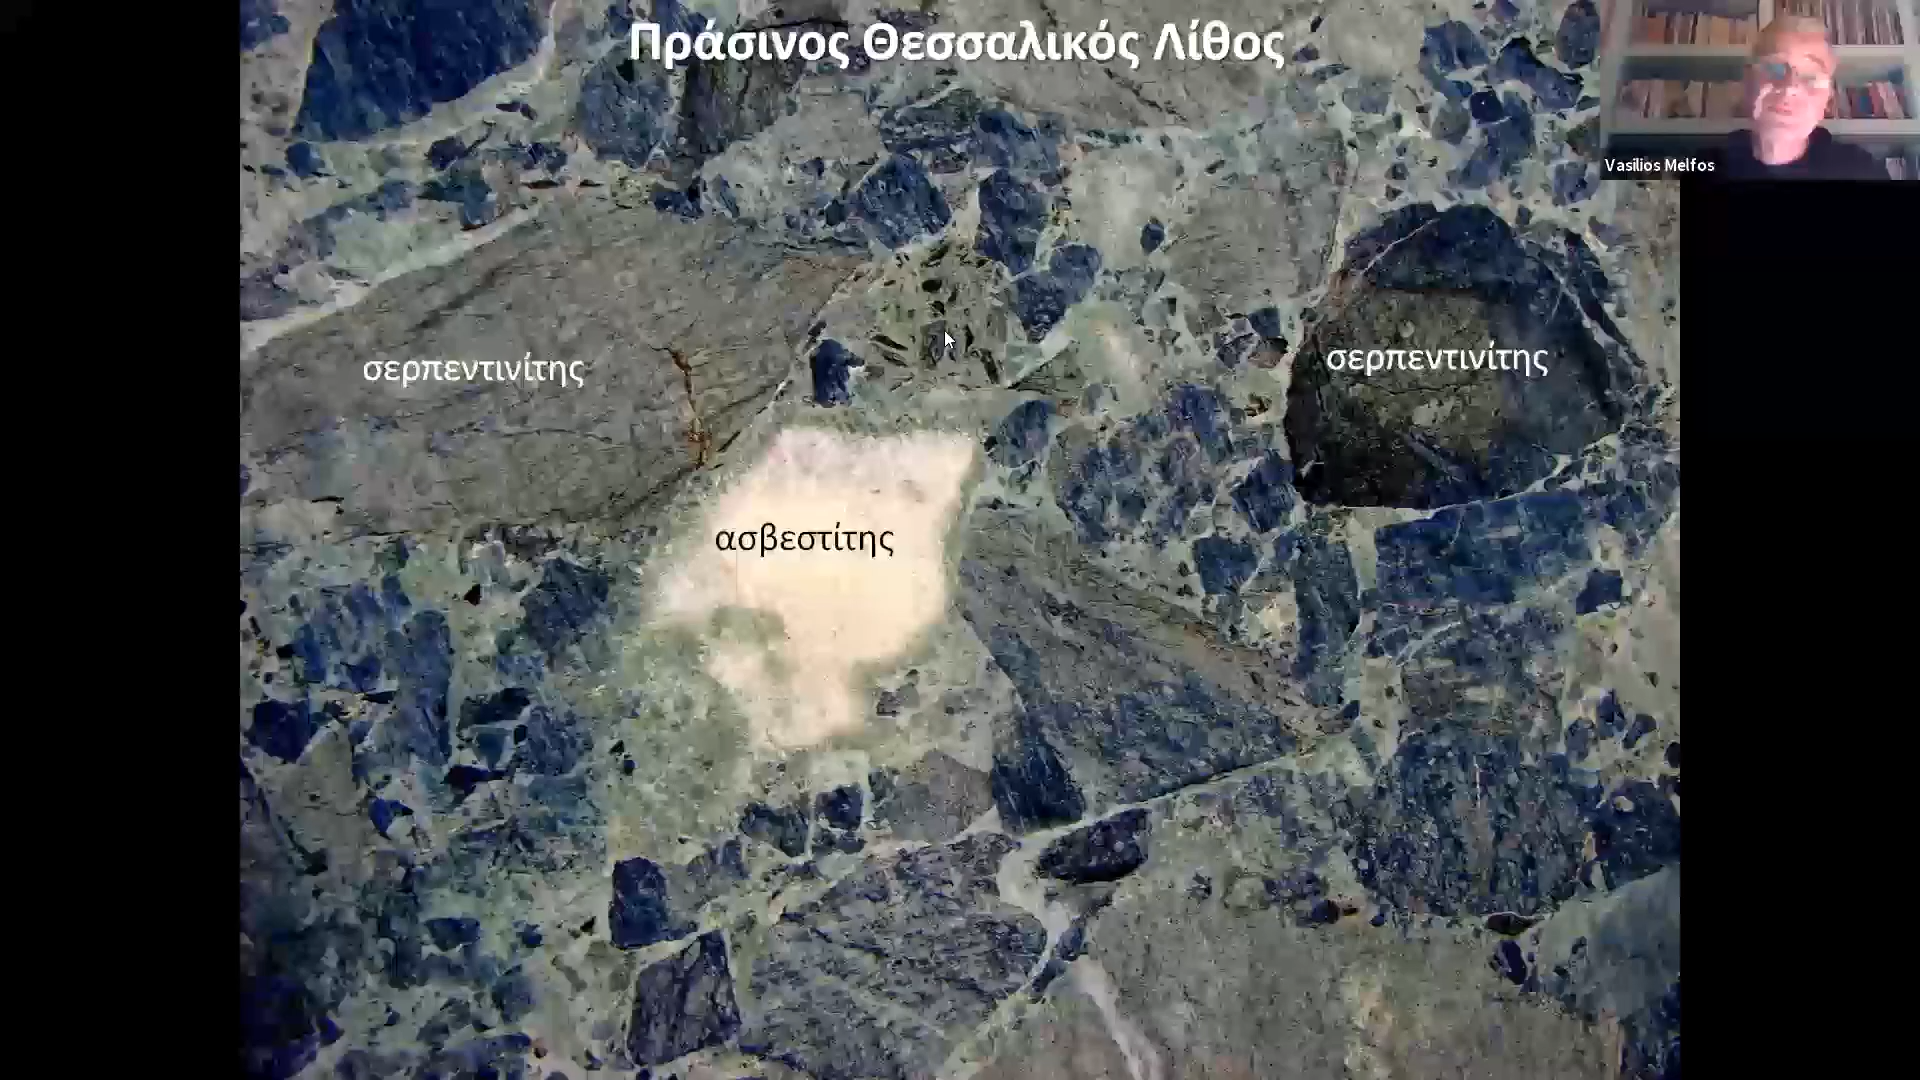 Πράσινος Θεσσαλικός Λίθος
Vasilios Melfos
σερπεντινίτης
σερπεντινίτης
ασβεστίτης